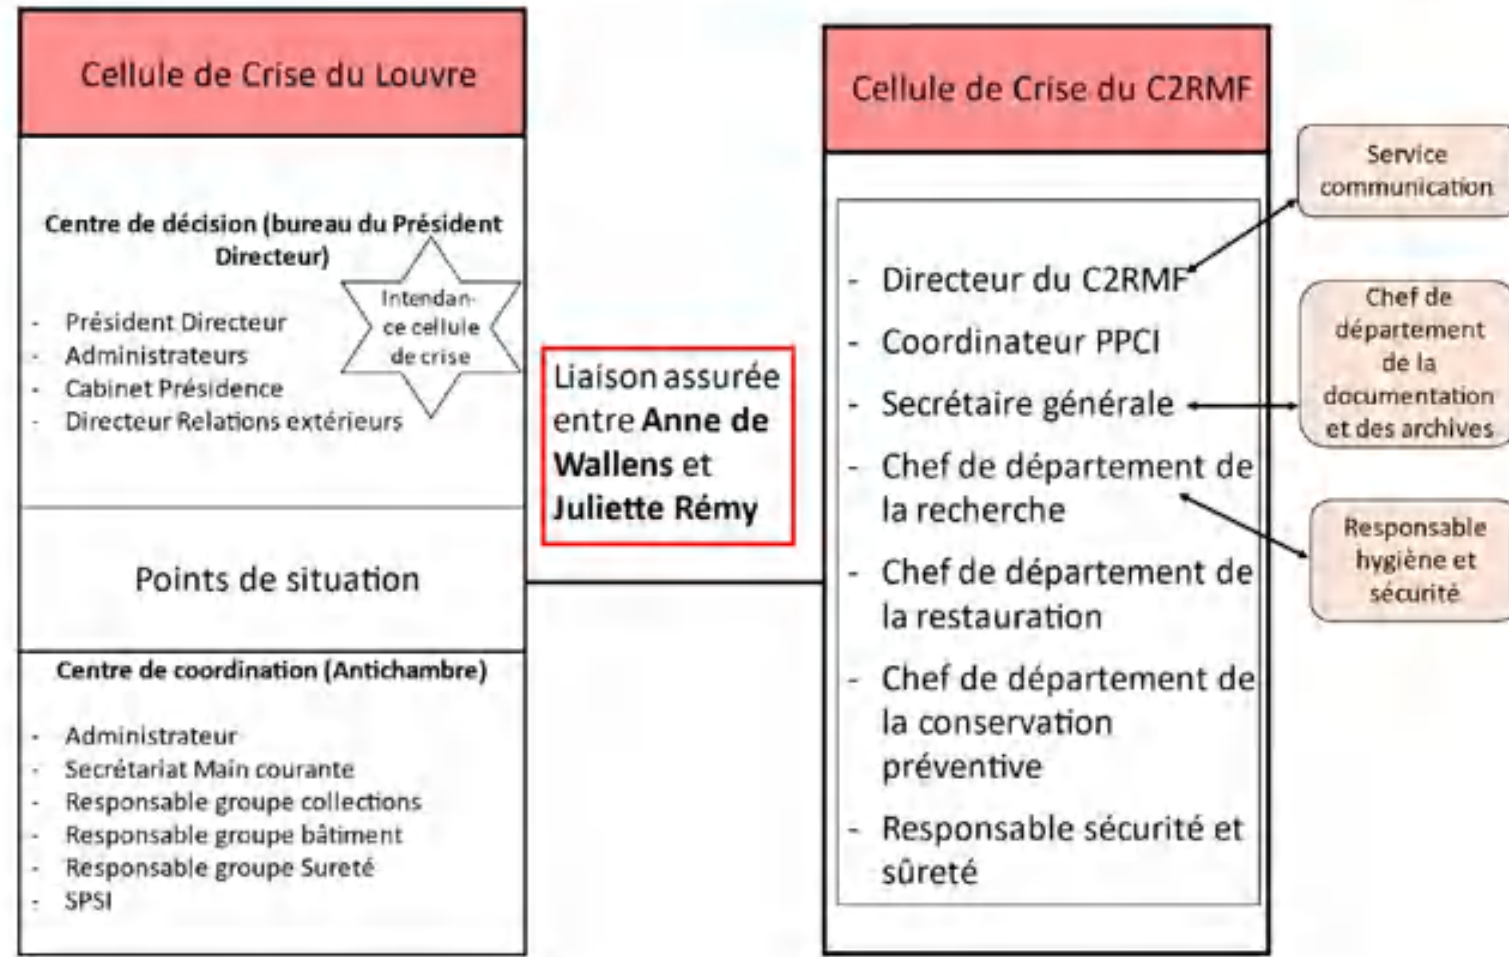 Cellule de Crise du Louvre
Centre de décision (bureau du Président
Directeur)
Intendan-
ce cellule
de crise
- Président Directeur
- Administrateurs
- Cabinet Présidence
- Directeur Relations extérieurs
Points de situation
Centre de coordination (Antichambre)
- Administrateur
- Secrétariat Main courante
- Responsable groupe collections
- Responsable groupe bâtiment
- Responsable groupe Sureté
- SPSI
Liaison assurée
entre Anne de
Wallens et
Juliette Rémy
Cellule de Crise du C2RMF
- Directeur du C2RMF
- Coordinateur PPCI
- Secrétaire générale
- Chef de département de
la recherche
- Chef de département de
la restauration
- Chef de département de
la conservation
préventive
- Responsable sécurité et
sûreté
Service
communication
Chef de
département
de la
documentation
et des archives
Responsable
hygiène et
sécurité